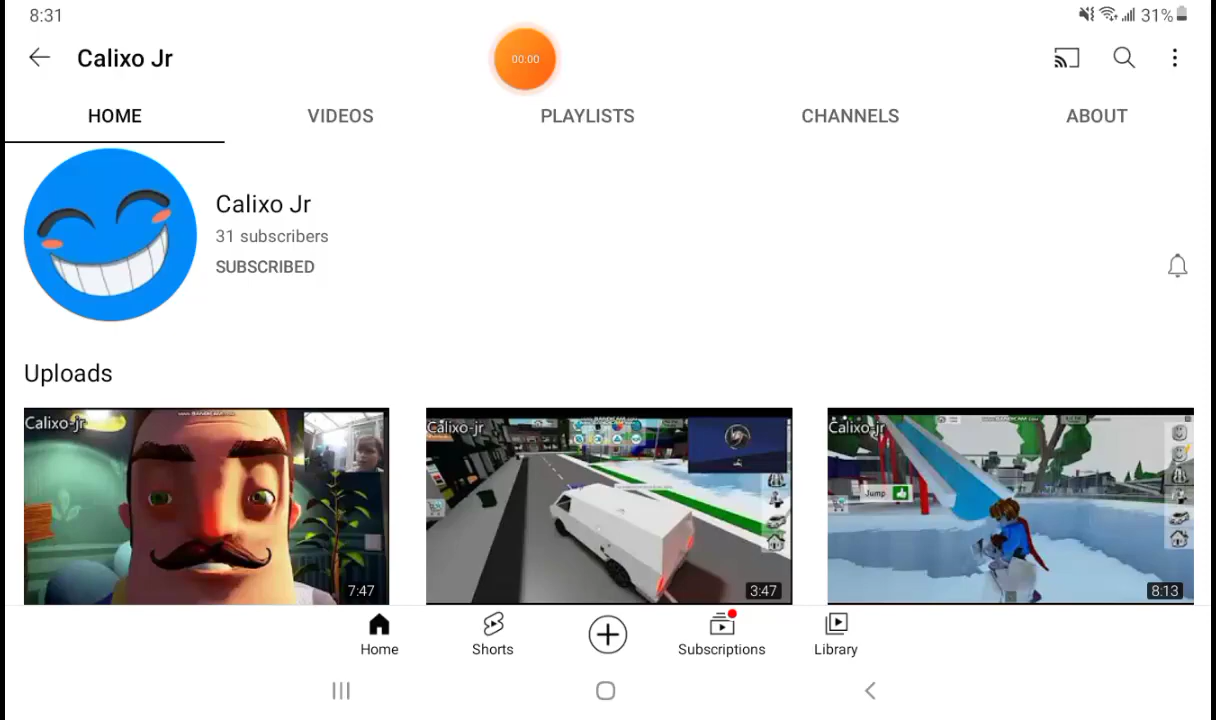 8:31
31%
Calixo Jr
00:00
HOME
VIDEOS
PLAYLISTS
CHANNELS
ABOUT
Calixo Jr
31 subscribers
SUBSCRIBED
Uploads
Calixo-jr
7:47
Calixo-jr
3:47
Calixo-jr
Jump
8:13
Home
Shorts
Subscriptions
Library